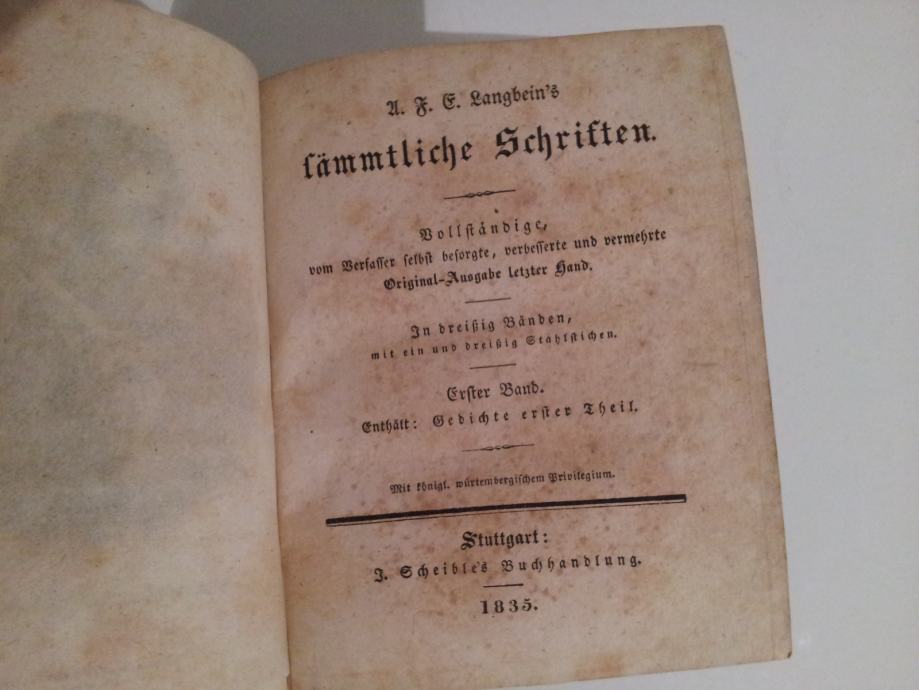 A. F. E. Langbein's
ſämmtliche Schriften.
Vollſtändige,
vom Verfaſſer ſelbſt beſorgte, verbeſſerte und vermehrte
Original-Ausgabe letzter Hand.
In dreißig Bänden,
mit ein und dreißig Stahlſtichen.
Erſter Band.
Enthält: Gedichte erſter Theil.
Mit königl. würtembergiſchem Privilegium.
Stuttgart:
J. Scheible's Buchhandlung.
1835.